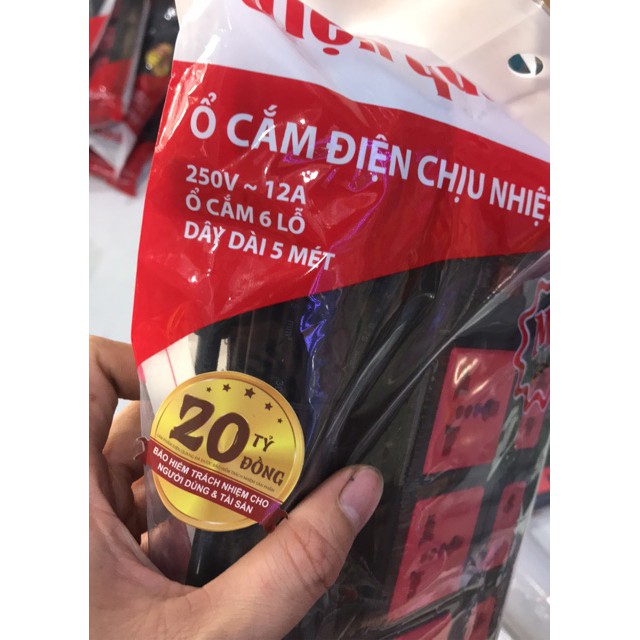 Ổ CẮM ĐIỆN CHỊU NHIỆT
250V ~ 12A
Ổ CẮM 6 LỖ
DÂY DÀI 5 MÉT
20 TỶ
ĐỒNG
BẢO HIỂM TRÁCH NHIỆM CHO
NGƯỜI DÙNG & TÀI SẢN